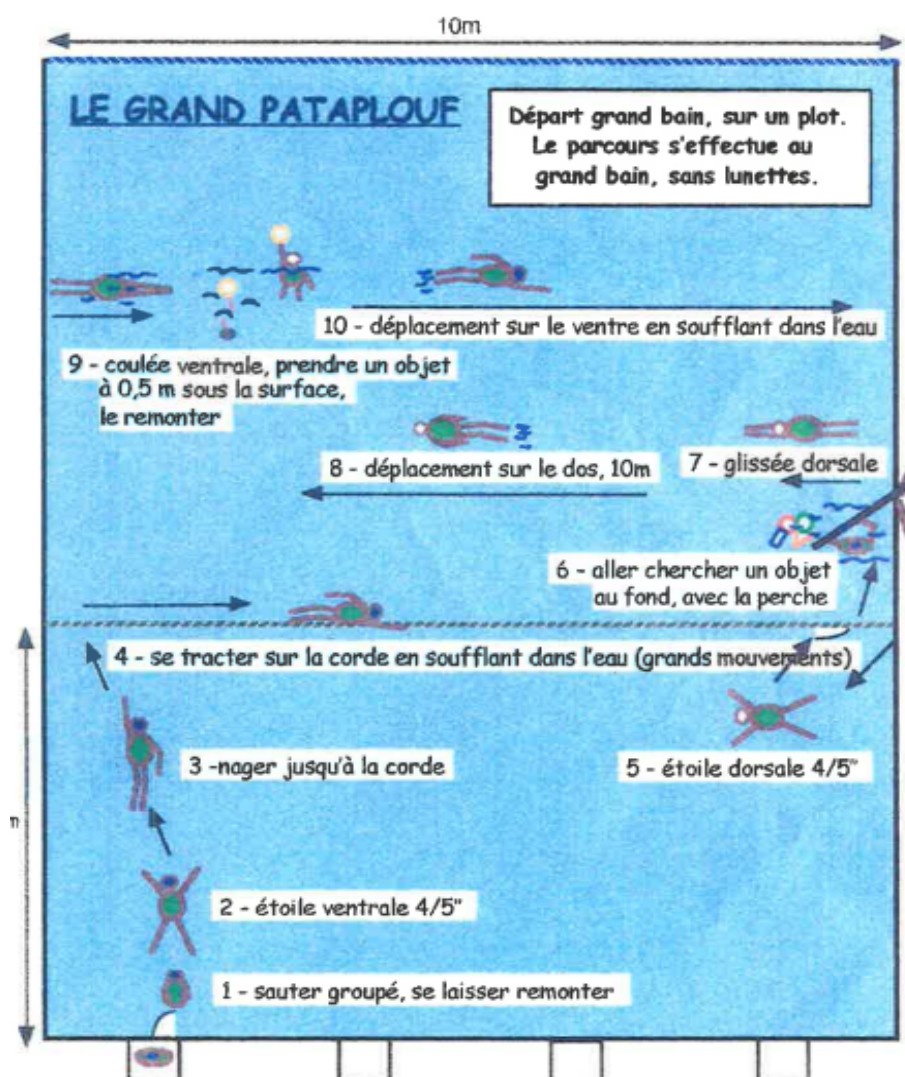 10m
LE GRAND PATAPLOUF
Départ grand bain, sur un plot.
Le parcours s'effectue au
grand bain, sans lunettes.
10 - déplacement sur le ventre en soufflant dans l'eau
9 - coulée ventrale, prendre un objet
à 0,5 m sous la surface,
le remonter
8 - déplacement sur le dos, 10m
7 - glissée dorsale
6 - aller chercher un objet
au fond, avec la perche
4 - se tracter sur la corde en soufflant dans l'eau (grands mouvements)
3 -nager jusqu'à la corde
5 - étoile dorsale 4/5"
2 - étoile ventrale 4/5"
1 - sauter groupé, se laisser remonter